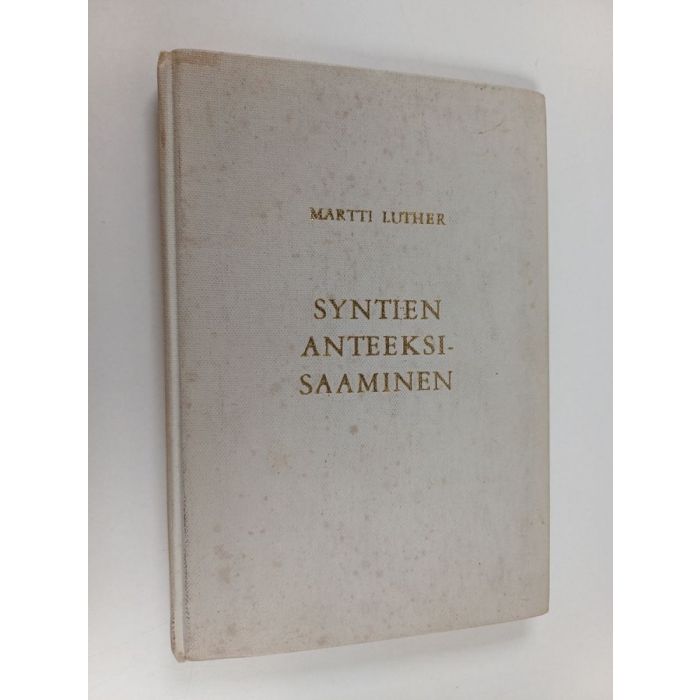 MARTTI LUTHER
SYNTIEN
ANTEEKSI-
SAAMINEN